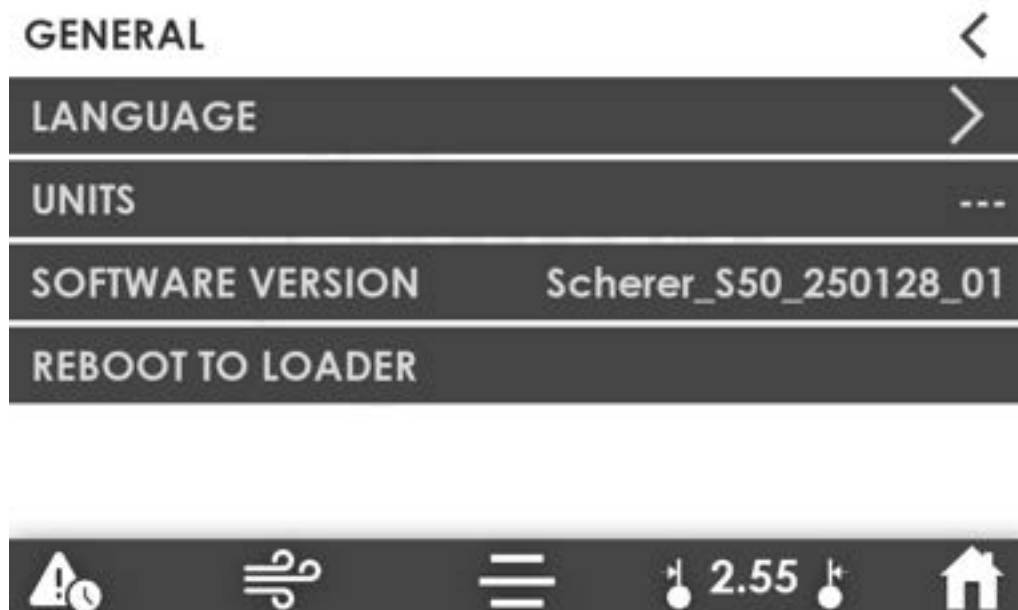 GENERAL
LANGUAGE
UNITS ---
SOFTWARE VERSION Scherer_S50_250128_01
REBOOT TO LOADER
2.55